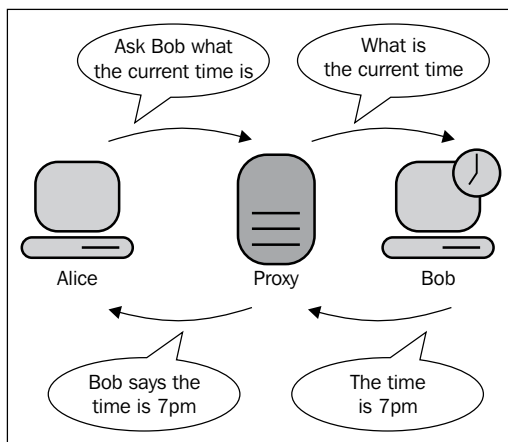 Ask Bob what
the current time is
What is
the current time
Alice
Proxy
Bob
Bob says the
time is 7pm
The time
is 7pm